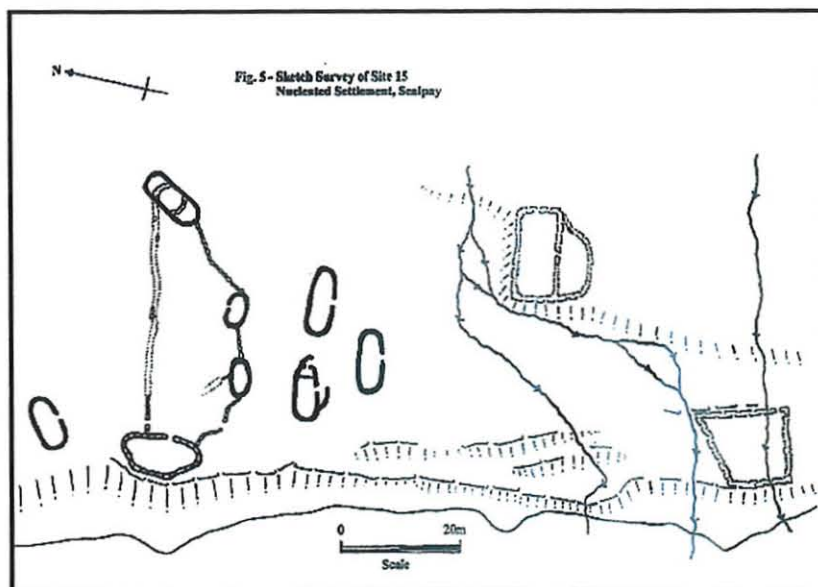 N
Fig. 5 - Sketch Survey of Site 15
Nucleated Settlement, Scalpay
0 20m
Scale